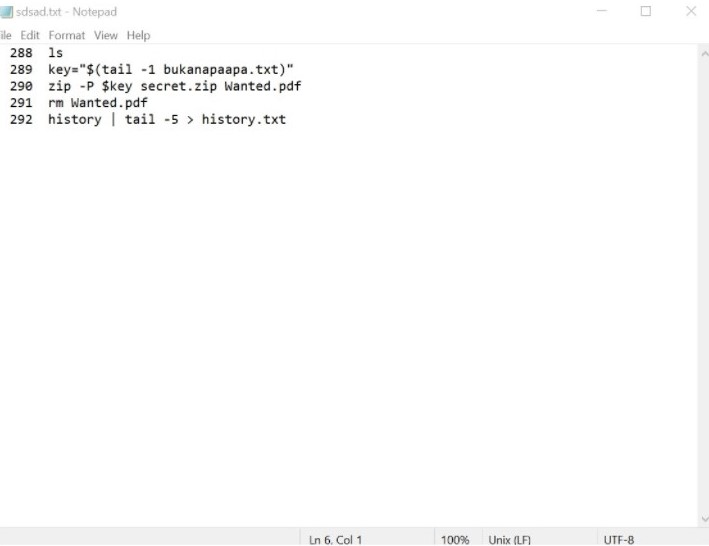 sdsad.txt - Notepad
ile Edit Format View Help
288 ls
289 key="$(tail -1 bukanapaapa.txt)"
290 zip -P $key secret.zip Wanted.pdf
291 rm Wanted.pdf
292 history | tail -5 > history.txt
Ln 6, Col 1 100% Unix (LF) UTF-8